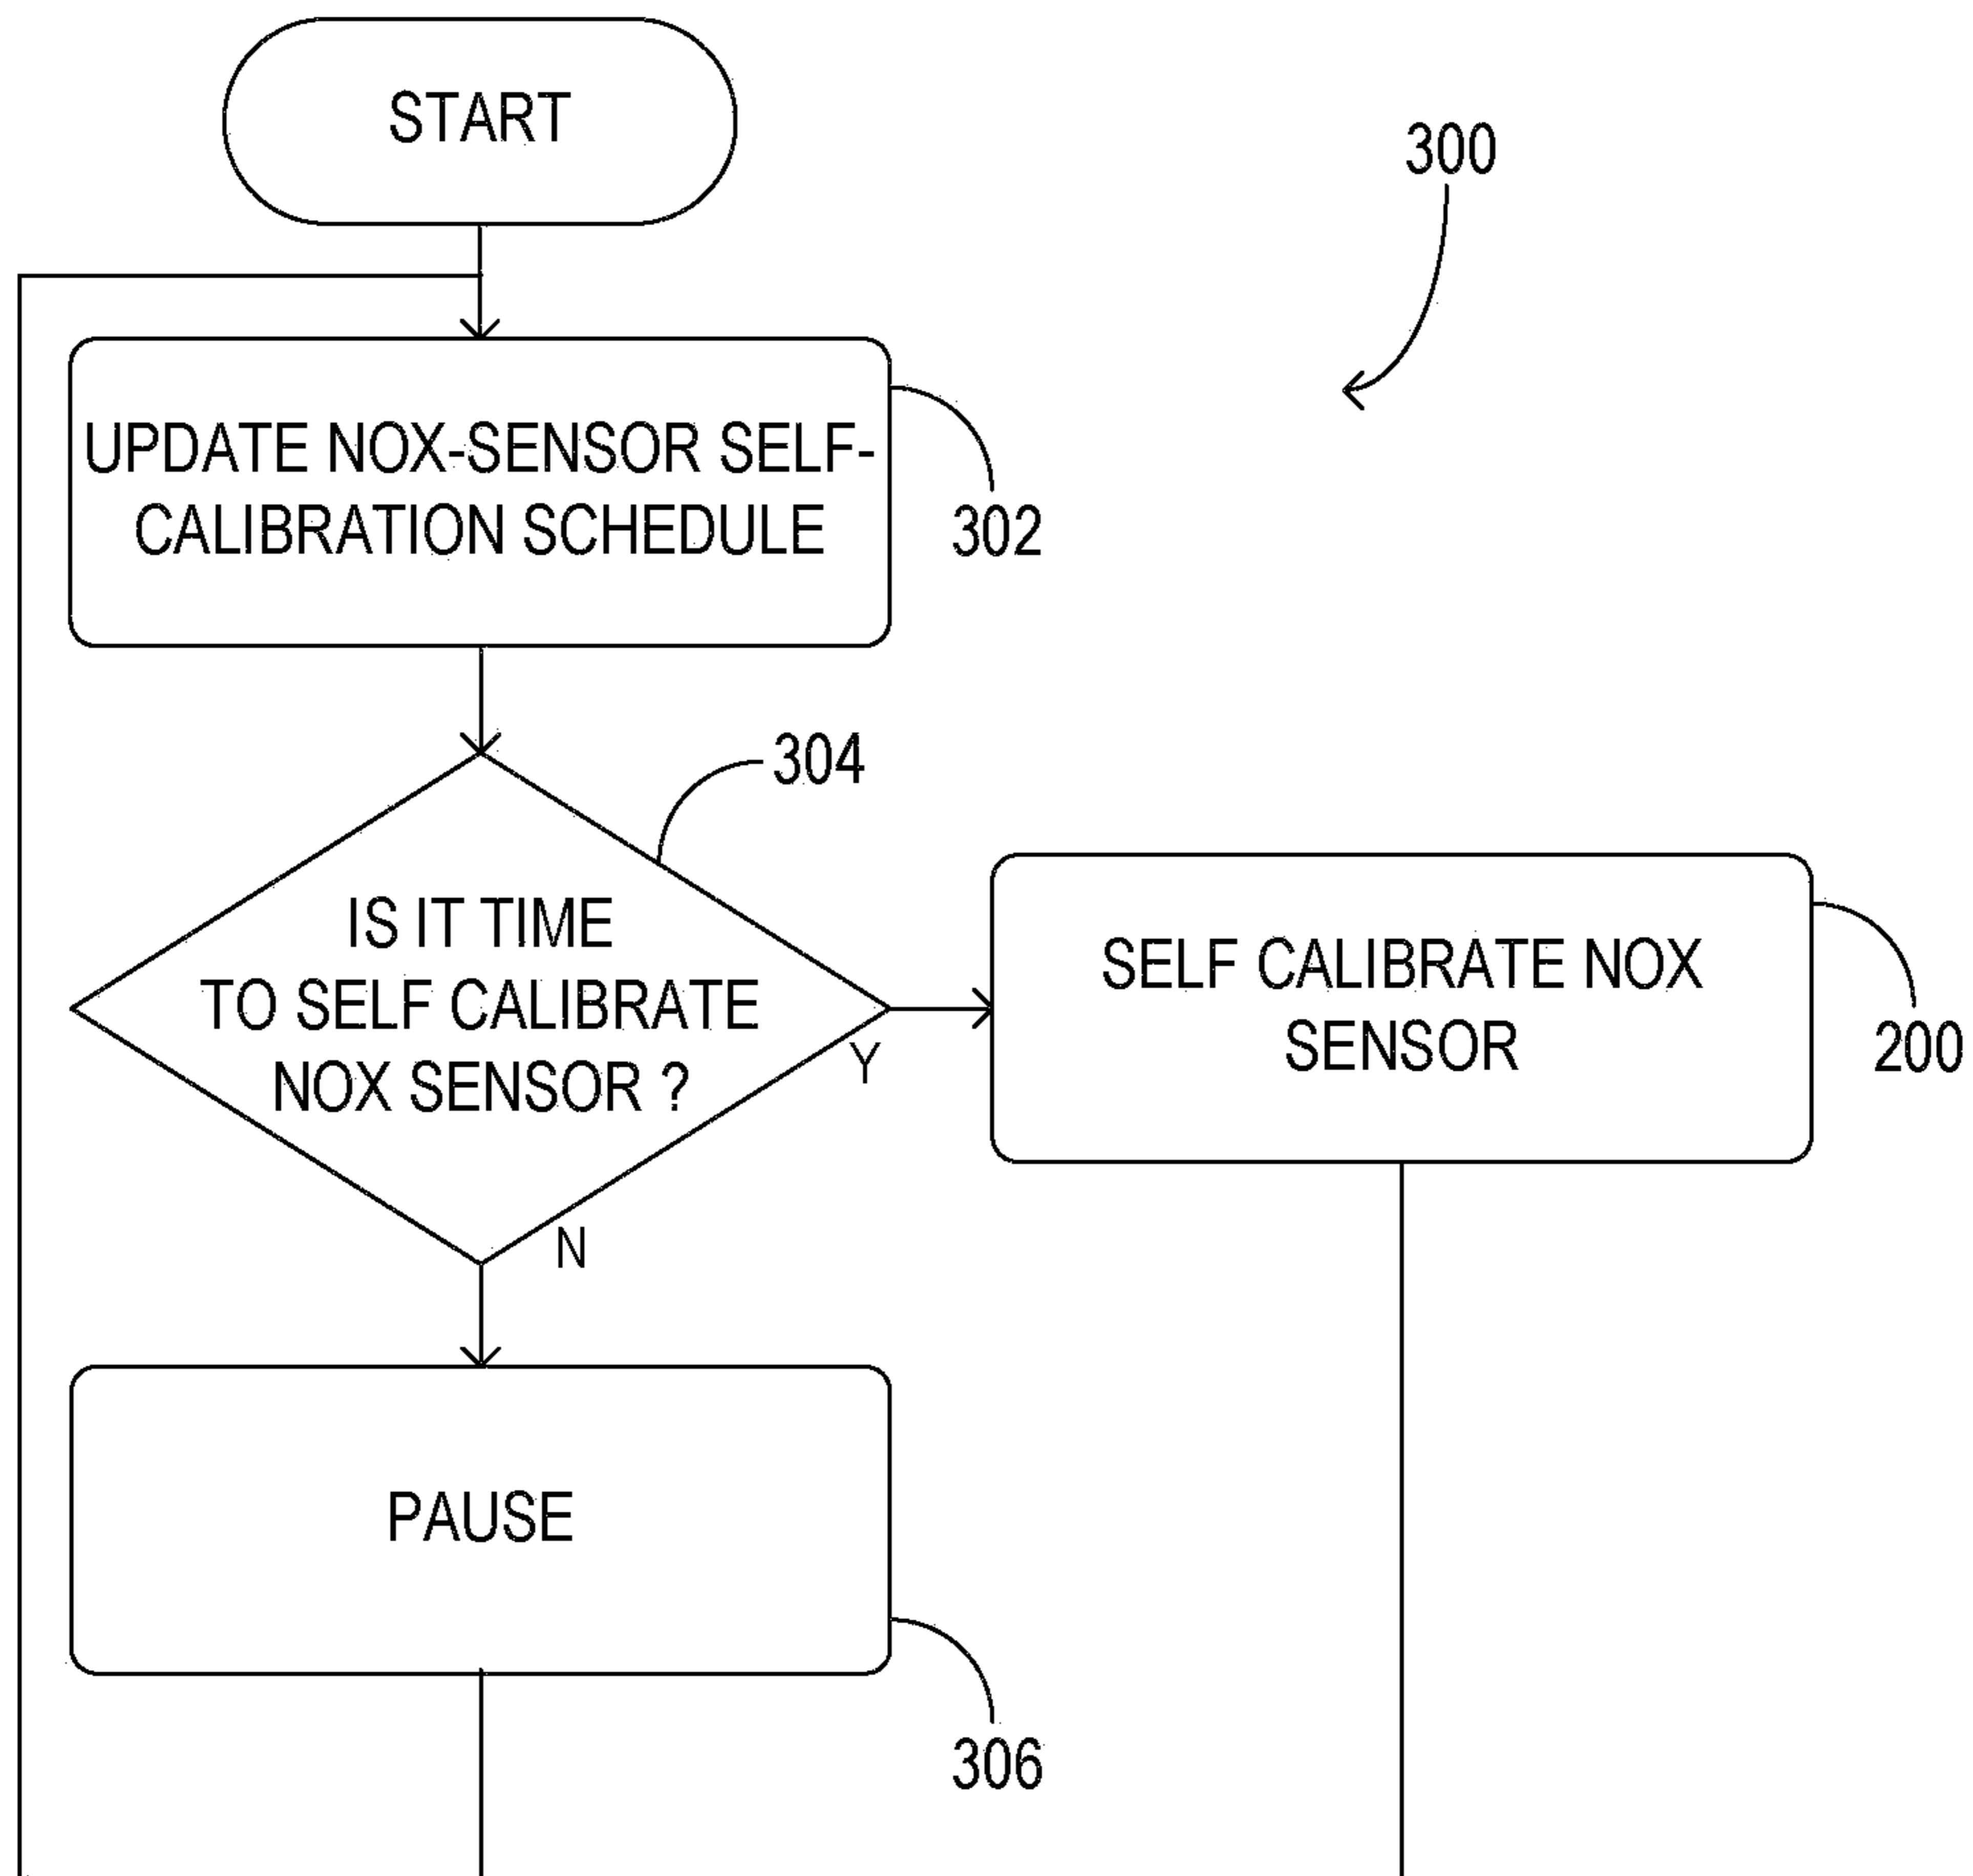 START
300
UPDATE NOX-SENSOR SELF-
CALIBRATION SCHEDULE
302
304
IS IT TIME
TO SELF CALIBRATE
NOX SENSOR ?
Y
N
SELF CALIBRATE NOX
SENSOR
200
PAUSE
306